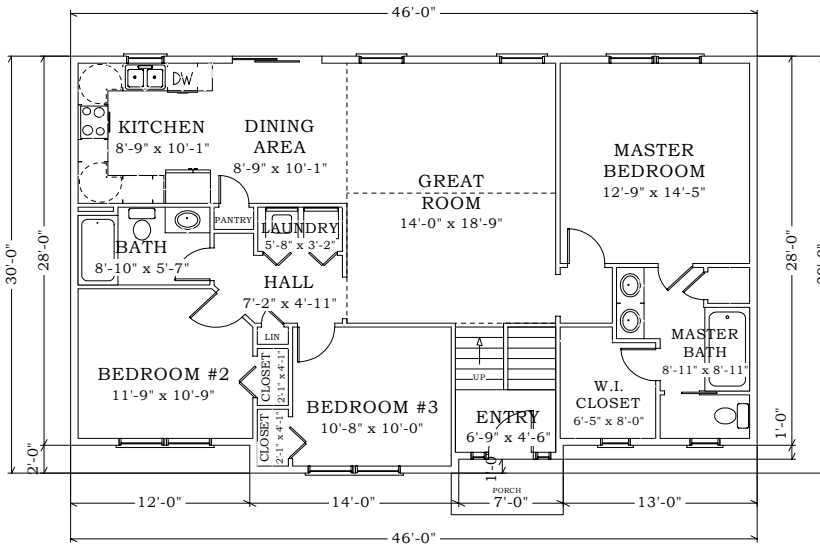 46'-0"
DW
KITCHEN
8'-9" x 10'-1"
DINING
AREA
8'-9" x 10'-1"
GREAT
ROOM
14'-0" x 18'-9"
MASTER
BEDROOM
12'-9" x 14'-5"
30'-0"
28'-0"
28'-0"
PANTRY
LAUNDRY
5'-8" x 3'-2"
BATH
8'-10" x 5'-7"
HALL
7'-2" x 4'-11"
LIN
MASTER
BATH
8'-11" x 8'-11"
BEDROOM #2
11'-9" x 10'-9"
CLOSET
2'-1" x 4'-1"
CLOSET
2'-1" x 4'-1"
BEDROOM #3
10'-8" x 10'-0"
UP
ENTRY
6'-9" x 4'-6"
W.I.
CLOSET
6'-5" x 8'-0"
2'-0"
1'-0"
1'-0"
PORCH
12'-0"
14'-0"
7'-0"
13'-0"
46'-0"